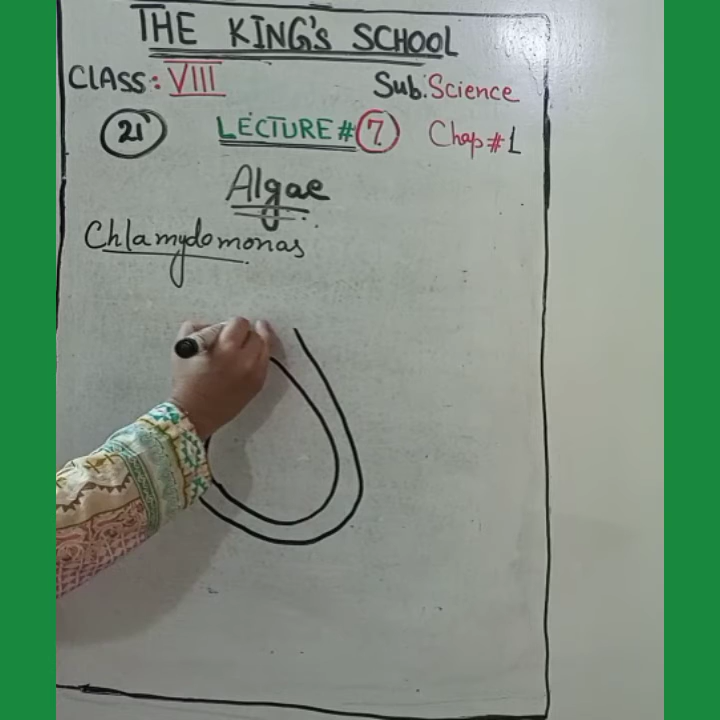 THE KING'S SCHOOL
CLASS: VIII Sub: Science
21 LECTURE # 7 Chap # 1
Algae
Chlamydomonas